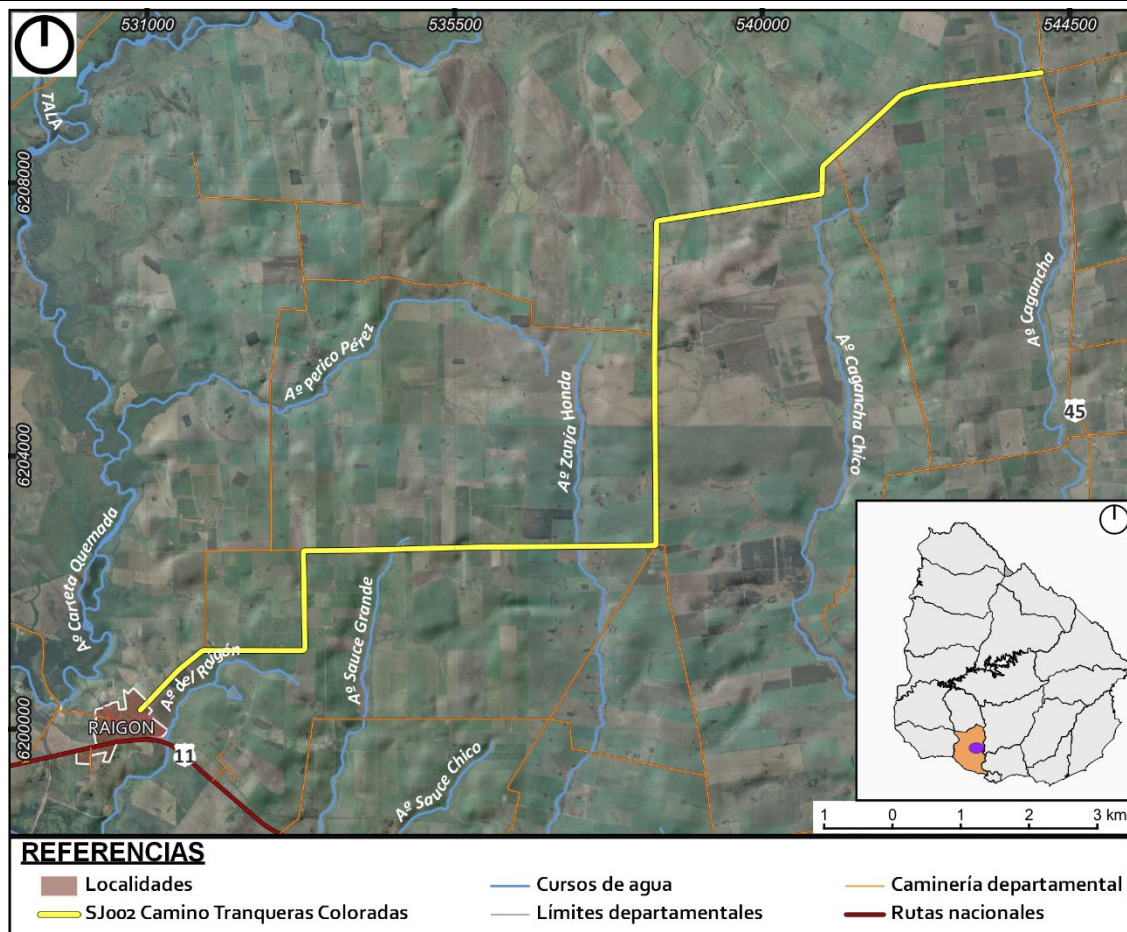 531000
535500
540000
544500
TALA
6208000
Aº Perico Pérez
Aº Cagancha
Aº Zanja Honda
Aº Cagancha Chico
45
6204000
Aº Carreta Quemada
Aº Sauce Grande
Aº del Raigón
RAIGON
6200000
11
Aº Sauce Chico
1 0 1 2 3 km
REFERENCIAS
Localidades
Cursos de agua
Caminería departamental
SJ002 Camino Tranqueras Coloradas
Límites departamentales
Rutas nacionales